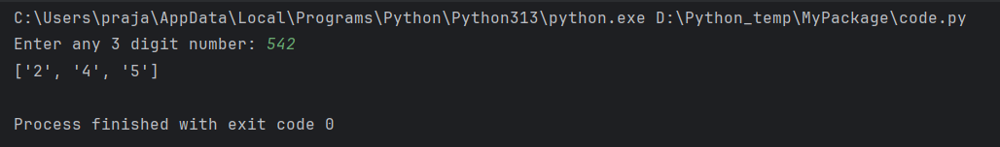 C:\Users\praja\AppData\Local\Programs\Python\Python313\python.exe D:\Python_temp\MyPackage\code.py
Enter any 3 digit number: 542
['2', '4', '5']
Process finished with exit code 0